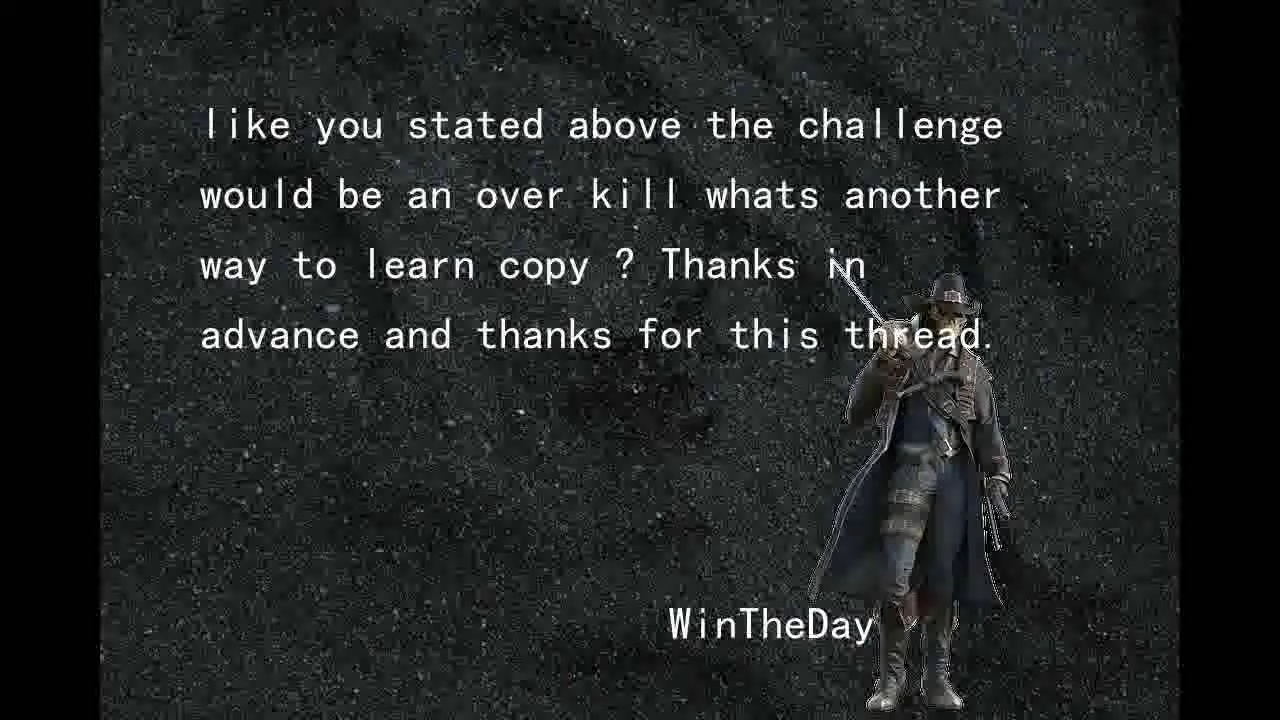 like you stated above the challenge
would be an over kill whats another
way to learn copy ? Thanks in
advance and thanks for this thread.
WinTheDay